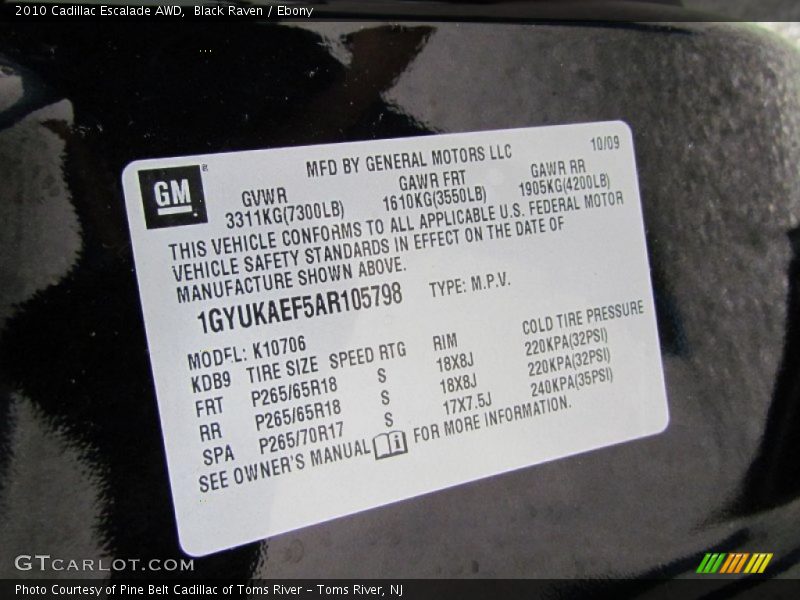 2010 Cadillac Escalade AWD, Black Raven / Ebony
GM
MFD BY GENERAL MOTORS LLC 10/09
GVWR GAWR FRT GAWR RR
3311KG(7300LB) 1610KG(3550LB) 1905KG(4200LB)
THIS VEHICLE CONFORMS TO ALL APPLICABLE U.S. FEDERAL MOTOR
VEHICLE SAFETY STANDARDS IN EFFECT ON THE DATE OF
MANUFACTURE SHOWN ABOVE.
1GYUKAEF5AR105798 TYPE: M.P.V.
MODEL: K10706
KDB9 TIRE SIZE SPEED RTG RIM COLD TIRE PRESSURE
FRT P265/65R18 S 18X8J 220KPA(32PSI)
RR P265/65R18 S 18X8J 220KPA(32PSI)
SPA P265/70R17 S 17X7.5J 240KPA(35PSI)
SEE OWNER'S MANUAL i FOR MORE INFORMATION.
GTCARLOT.COM
Photo Courtesy of Pine Belt Cadillac of Toms River – Toms River, NJ